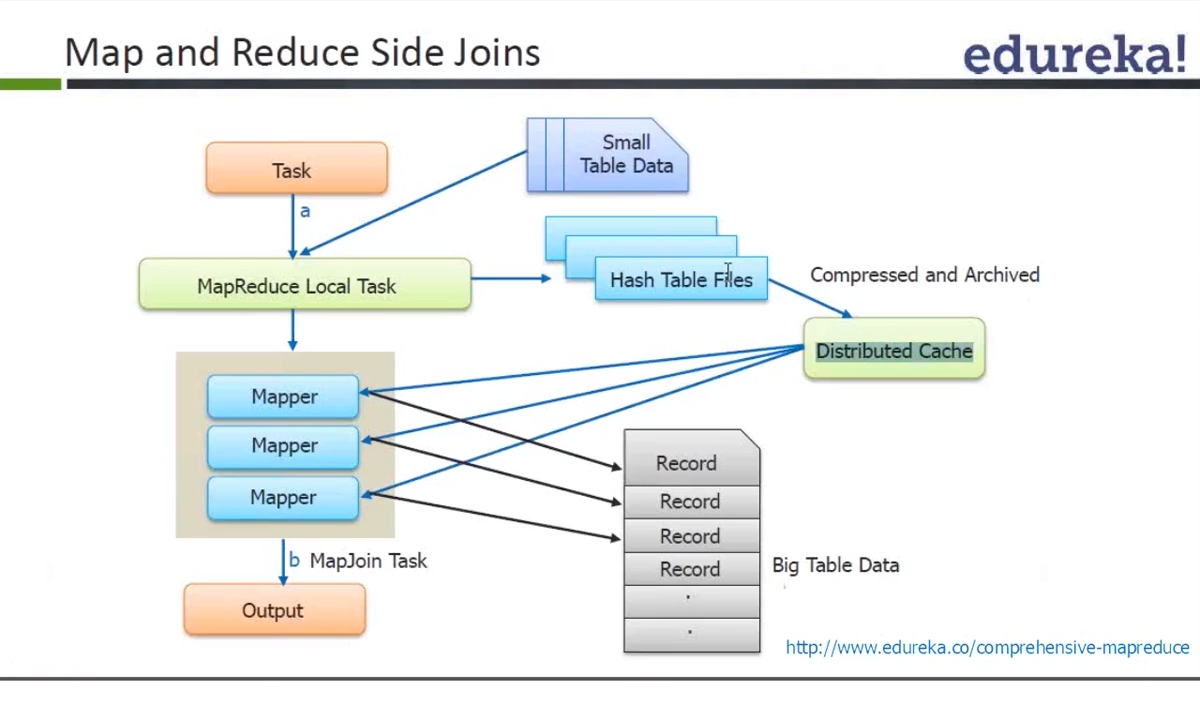 Map and Reduce Side Joins
edureka!
Small
Table Data
Task
a
MapReduce Local Task
Hash Table Files
Compressed and Archived
Distributed Cache
Mapper
Mapper
Mapper
Record
Record
Record
Record
.
.
Big Table Data
b MapJoin Task
Output
http://www.edureka.co/comprehensive-mapreduce